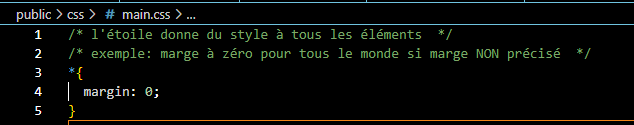 public > css > # main.css > ...
1 /* l'étoile donne du style à tous les éléments  */
2 /* exemple: marge à zéro pour tous le monde si marge NON précisé  */
3 *{
4   margin: 0;
5 }